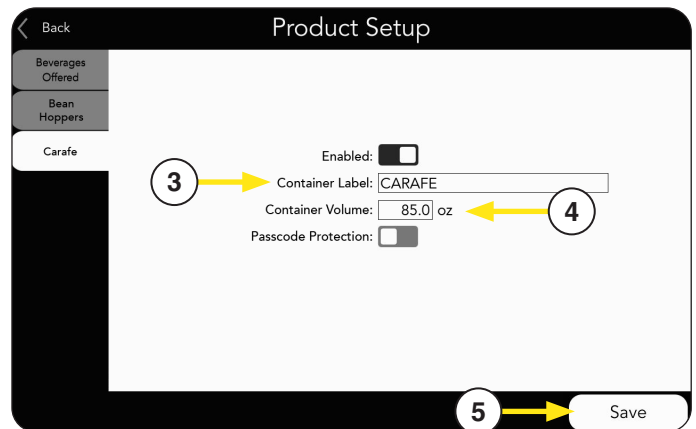 Back
Product Setup
Beverages
Offered
Bean
Hoppers
Carafe
Enabled:
3
Container Label: CARAFE
Container Volume: 85.0 oz
4
Passcode Protection:
5
Save